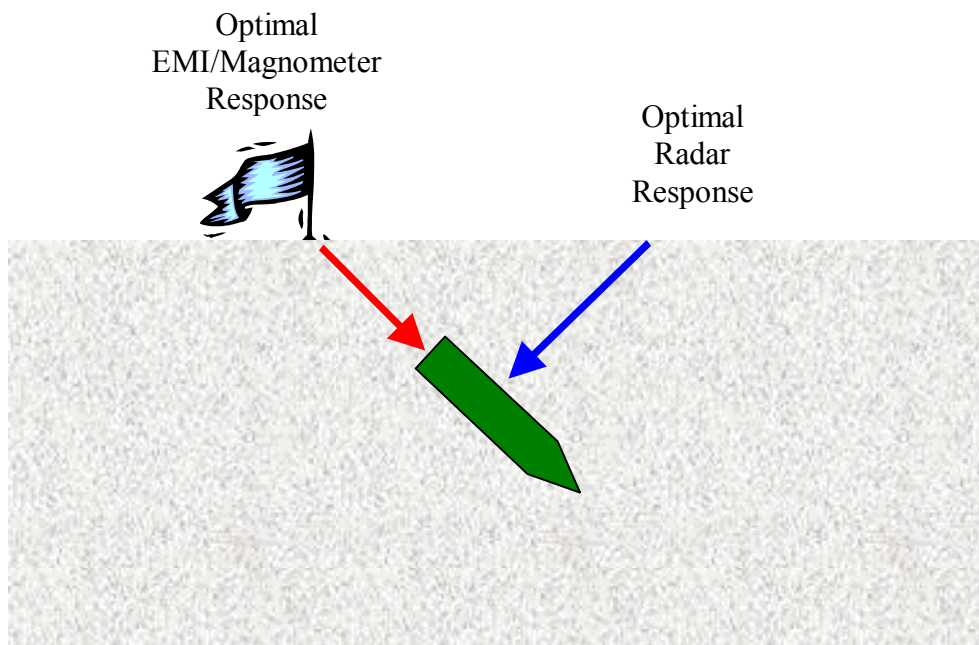 Optimal
EMI/Magnometer
Response
Optimal
Radar
Response